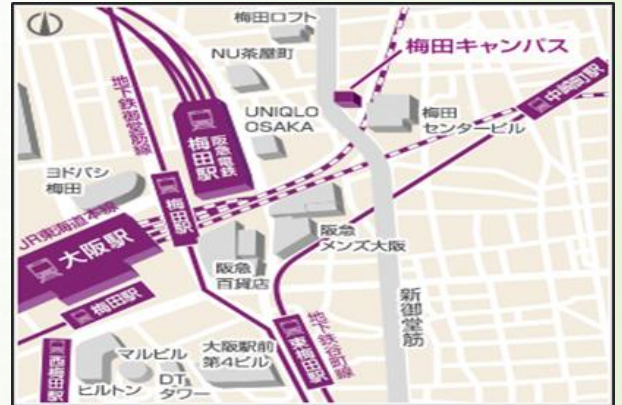 梅田ロフト
NU茶屋町
梅田キャンパス
地下鉄御堂筋線
阪急電鉄
梅田駅
UNIQLO
OSAKA
梅田
センタービル
中崎町駅
ヨドバシ
梅田
JR東海道本線
大阪駅
梅田駅
阪急
メンズ大阪
阪急
百貨店
新御堂筋
梅田駅
西梅田駅
マルビル
ヒルトン
DT
タワー
大阪駅前
第4ビル
東梅田駅
地下鉄谷町線